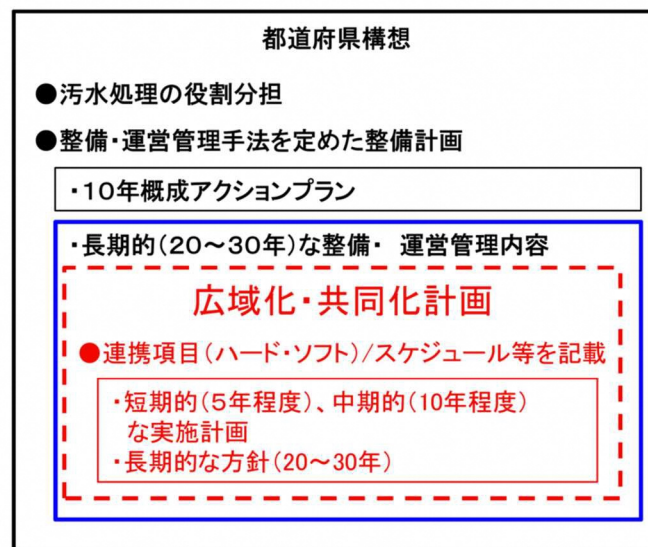 都道府県構想
●汚水処理の役割分担
●整備・運営管理手法を定めた整備計画
・10年概成アクションプラン
・長期的(20～30年)な整備・ 運営管理内容
広域化・共同化計画
●連携項目(ハード・ソフト)/スケジュール等を記載
・短期的(5年程度)、中期的(10年程度)
な実施計画
・長期的な方針(20～30年)